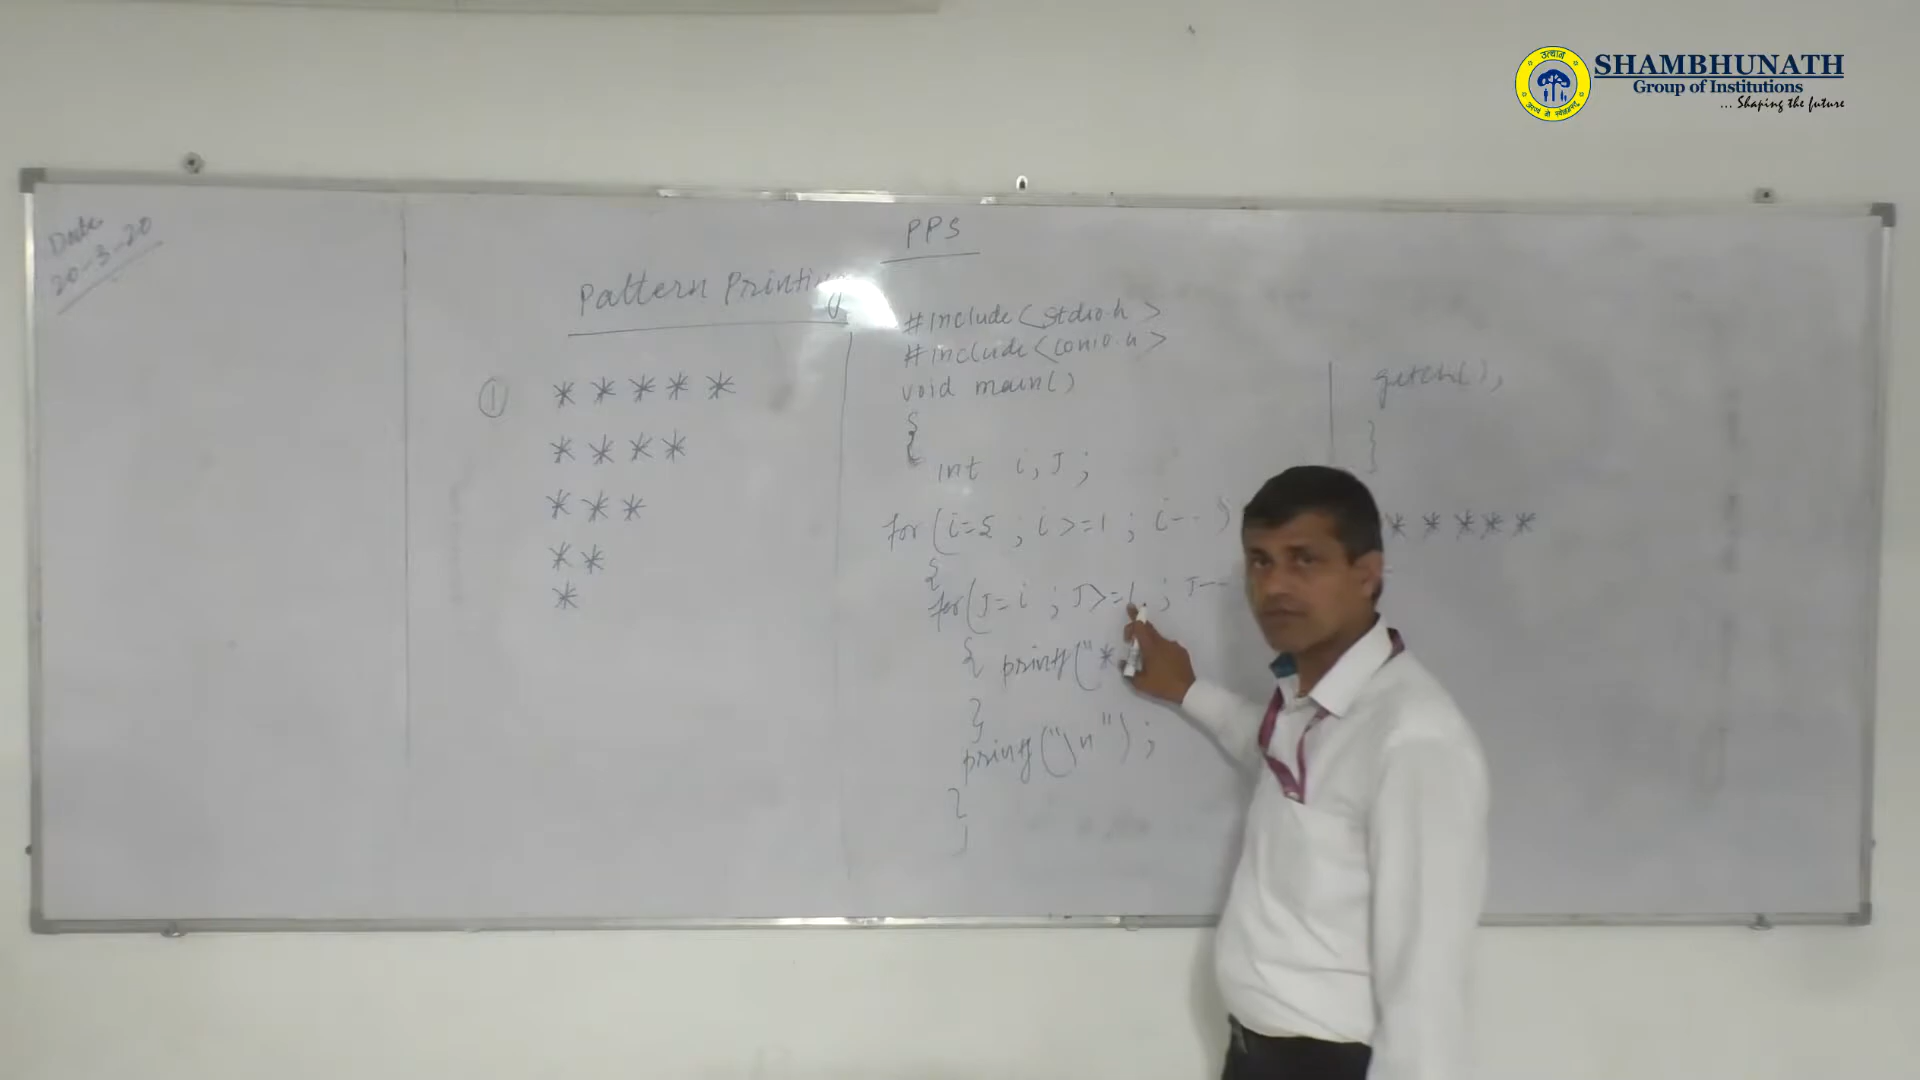 उत्थान
SHAMBHUNATH
Group of Institutions
... Shaping the future
Date
20-3-20
PPS
Pattern Printing
① * * * * *
* * * *
* * *
* *
*
#include<stdio.h>
#include<conio.h>
void main()
{
int i, J ;
for (i=5 ; i>=1 ; i-- )
{
for(J=i ; J>=1 ; J--
{ printf("*
}
printf("\n");
}
}
getch();
}
* * * * *